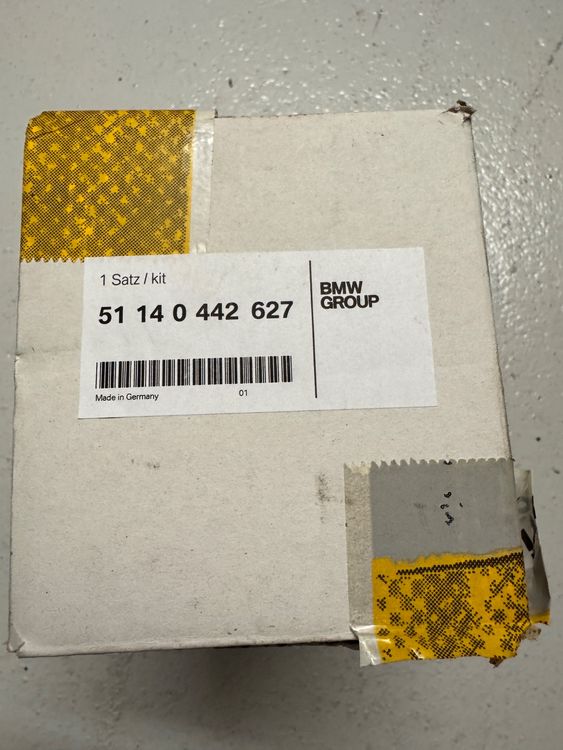 1 Satz / kit
51 14 0 442 627
BMW
GROUP
Made in Germany
01